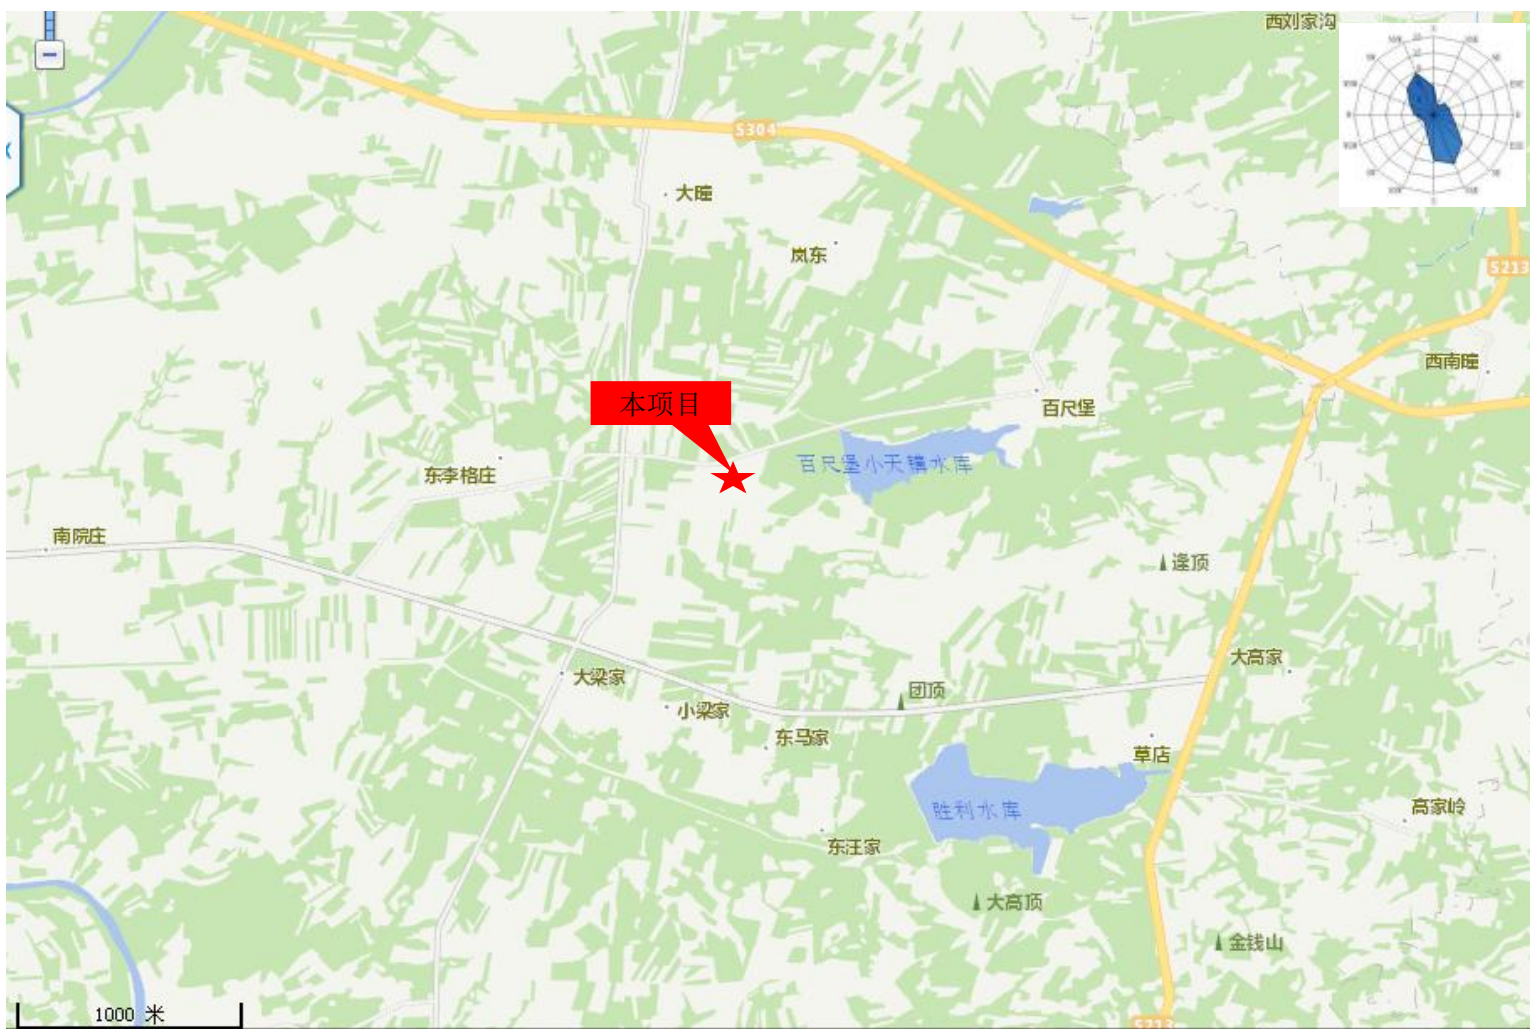 西刘家沟
S304
大疃
岚东
S213
西南疃
本项目
百尺堡
百尺堡小天鹅水库
东李格庄
南院庄
逢顶
大高家
大梁家
团顶
小梁家
东马家
草店
胜利水库
高家岭
东汪家
大高顶
金钱山
1000 米
S213